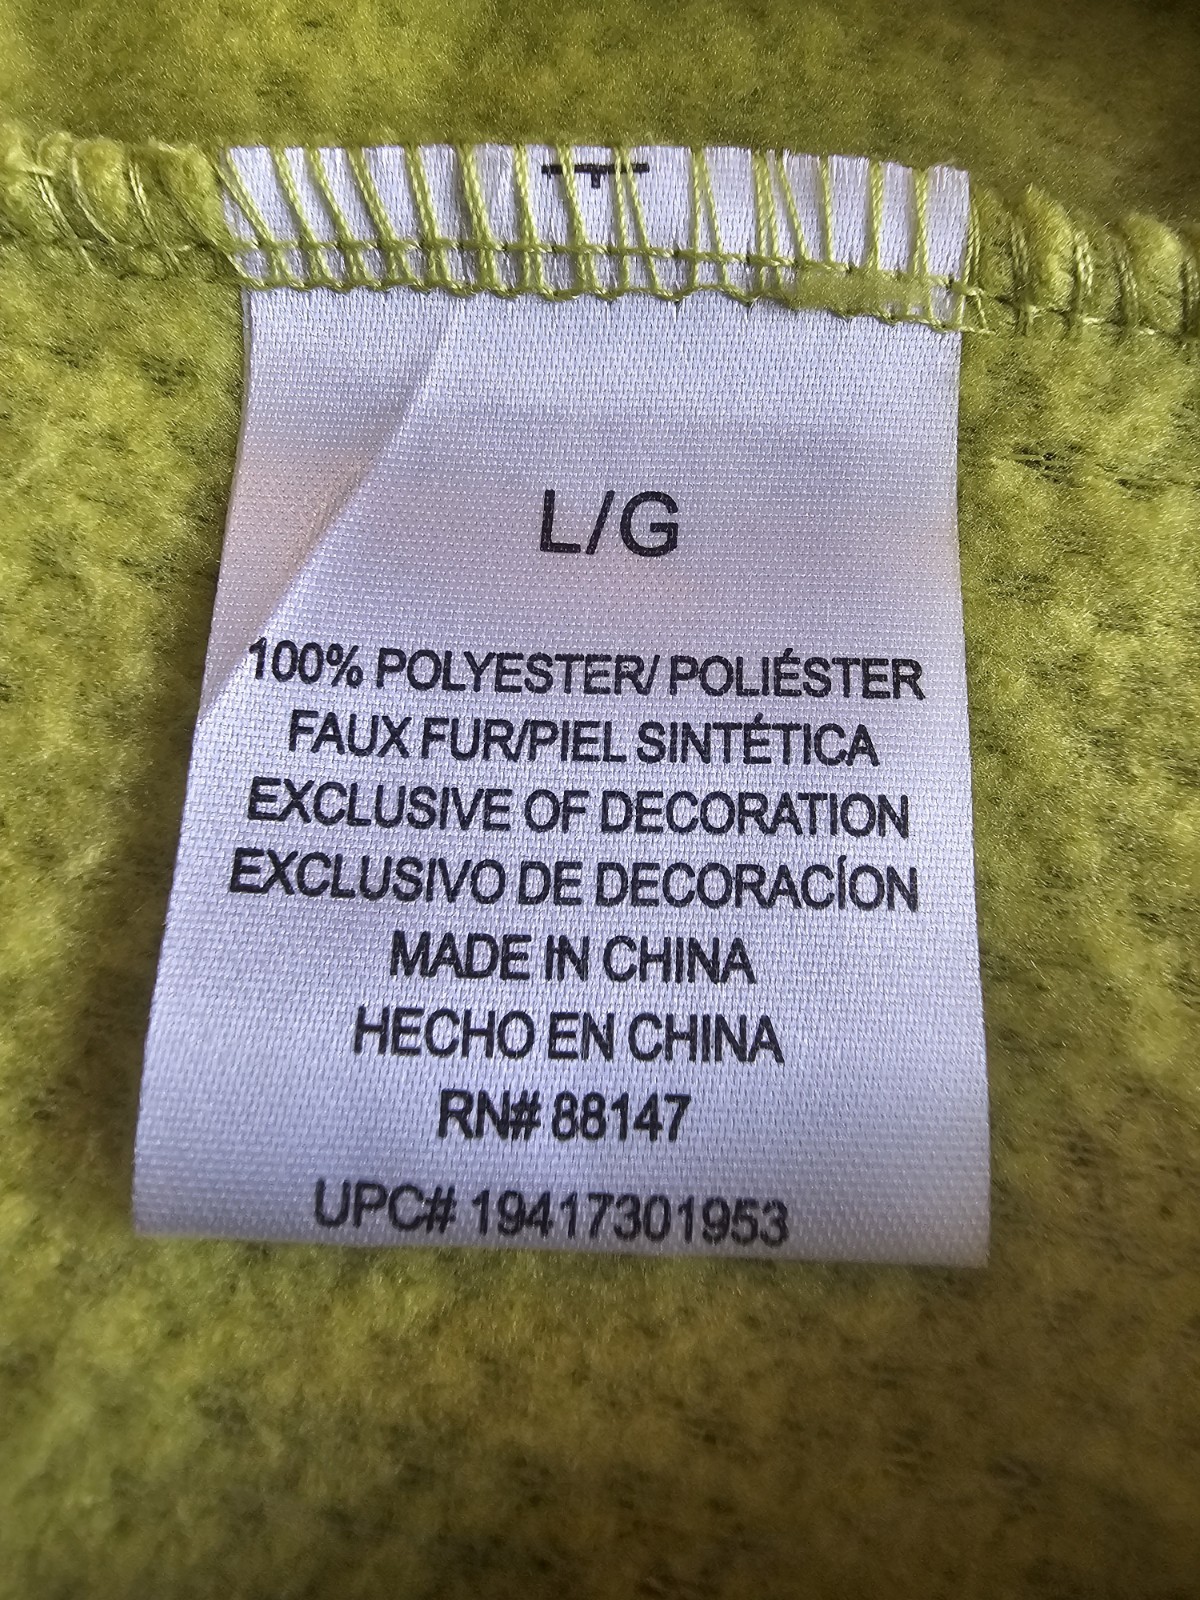 L/G
100% POLYESTER/ POLIÉSTER
FAUX FUR/PIEL SINTÉTICA
EXCLUSIVE OF DECORATION
EXCLUSIVO DE DECORACÍON
MADE IN CHINA
HECHO EN CHINA
RN# 88147
UPC# 19417301953